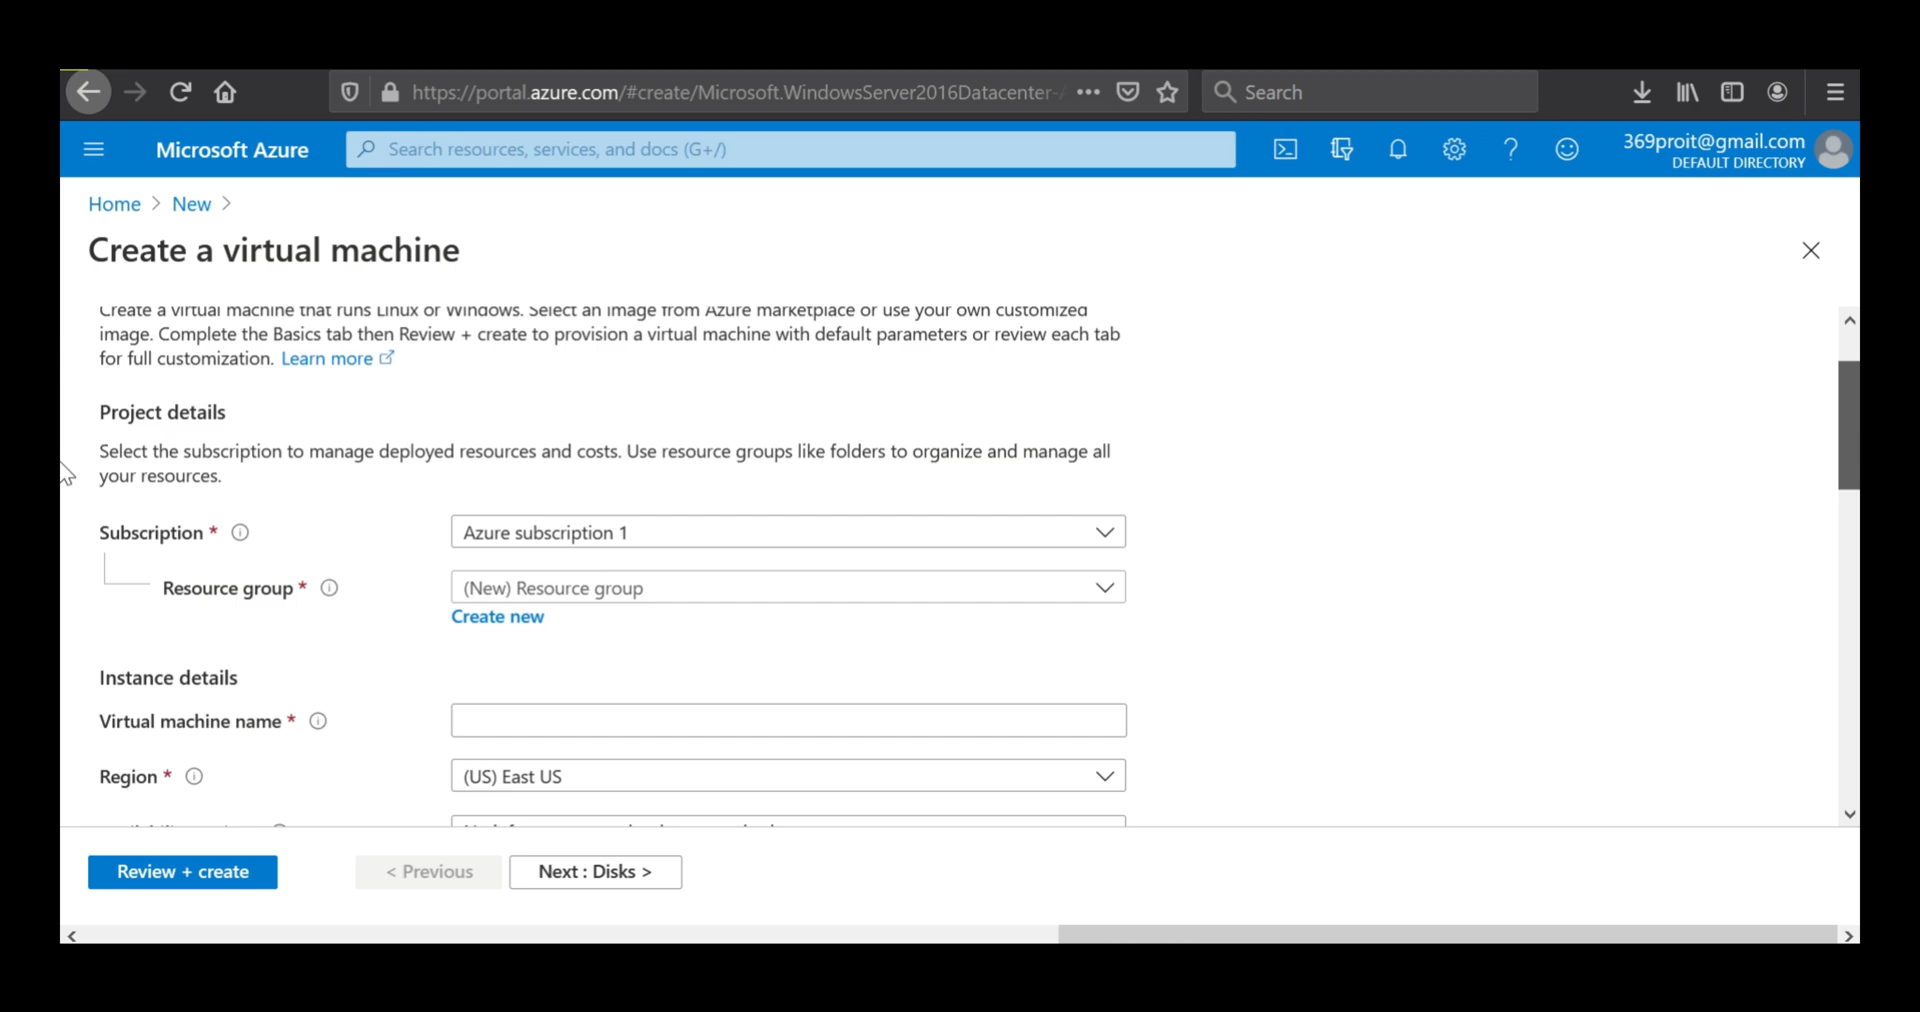 https://portal.azure.com/#create/Microsoft.WindowsServer2016Datacenter-
Search
Microsoft Azure
Search resources, services, and docs (G+/)
369proit@gmail.com
DEFAULT DIRECTORY
Home > New >
Create a virtual machine
Create a virtual machine that runs Linux or Windows. Select an image from Azure marketplace or use your own customized
image. Complete the Basics tab then Review + create to provision a virtual machine with default parameters or review each tab
for full customization. Learn more
Project details
Select the subscription to manage deployed resources and costs. Use resource groups like folders to organize and manage all
your resources.
Subscription *
Azure subscription 1
Resource group *
(New) Resource group
Create new
Instance details
Virtual machine name *
Region *
(US) East US
Review + create
< Previous
Next : Disks >